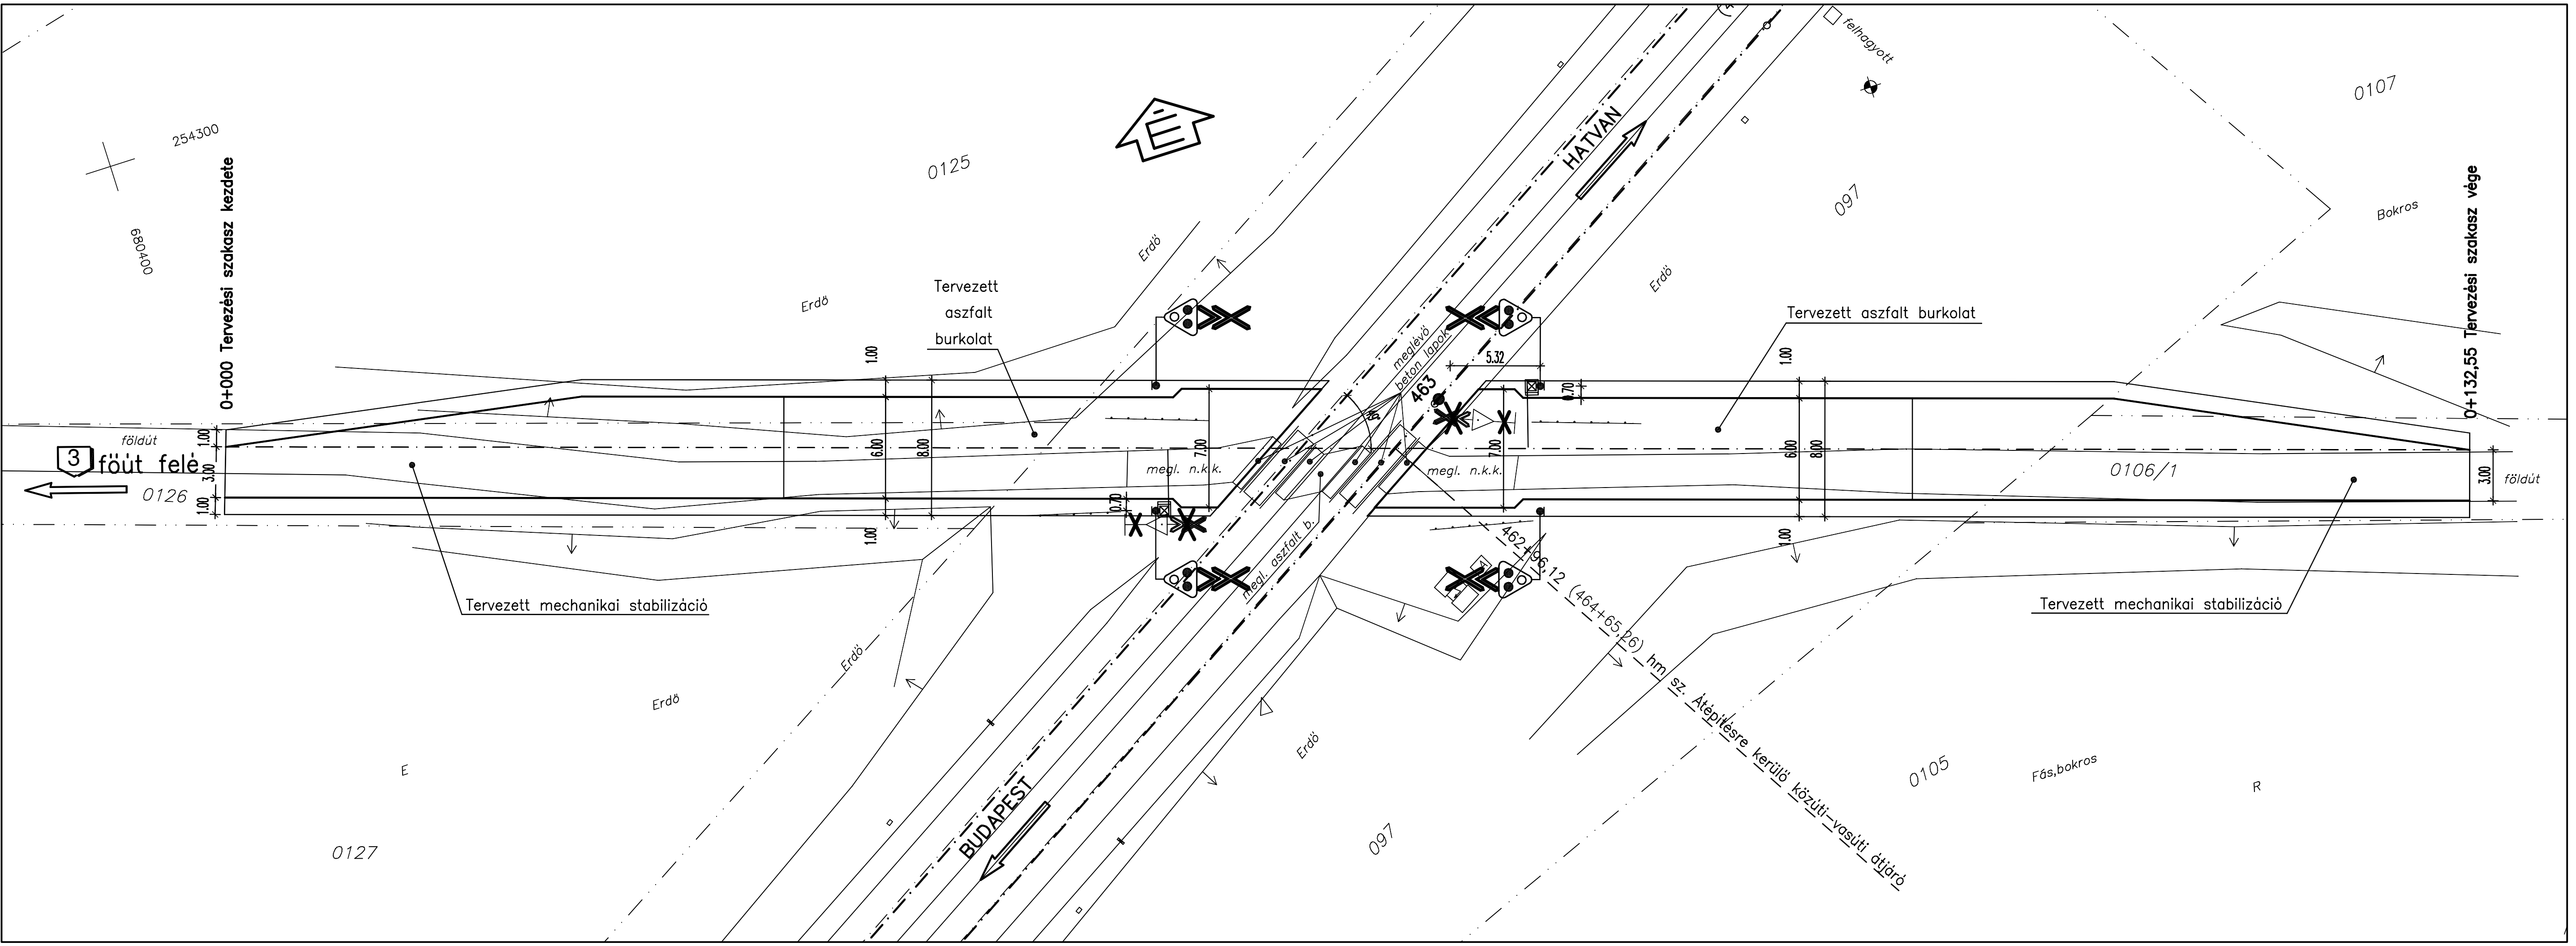 felhagyott
0107
254300
680400
0+000 Tervezési szakasz kezdete
0125
É
HATVAN
097
Bokros
0+132,55 Tervezési szakasz vége
Erdő
Erdő
Erdő
Tervezett
aszfalt
burkolat
Tervezett aszfalt burkolat
meglévő
beton lapok
463
5.32
1.00
1.00
0.70
földút
1.00
3.00
1.00
3 főút felé
0126
6.00
8.00
7.00
megl. n.k.k.
7.00
megl. n.k.k.
6.00
8.00
0106/1
3.00
földút
0.70
1.00
1.00
megl. aszfalt b.
462+96,12 (464+65,26) hm sz. Átépítésre kerülő közúti-vasúti átjáró
Tervezett mechanikai stabilizáció
Tervezett mechanikai stabilizáció
Erdő
Erdő
Erdő
E
BUDAPEST
0127
097
0105
Fás,bokros
R